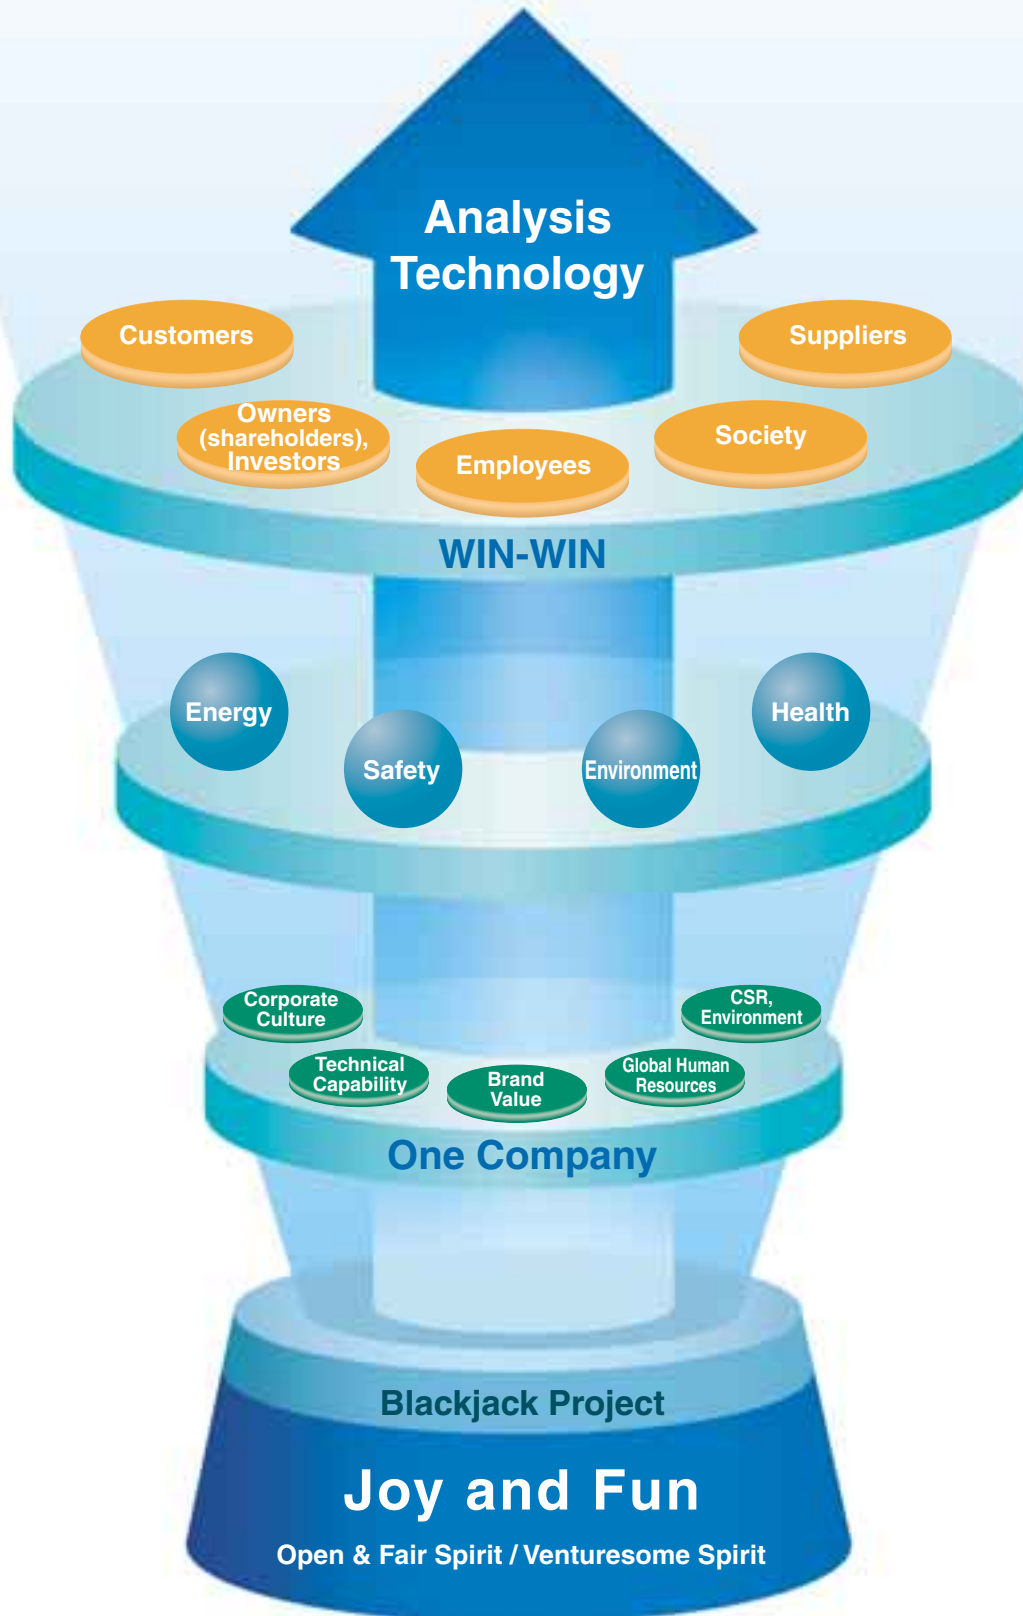 Analysis
Technology
Customers
Suppliers
Owners
(shareholders),
Investors
Employees
Society
WIN-WIN
Energy
Safety
Environment
Health
Corporate
Culture
Technical
Capability
Brand
Value
Global Human
Resources
CSR,
Environment
One Company
Blackjack Project
Joy and Fun
Open & Fair Spirit / Venturesome Spirit